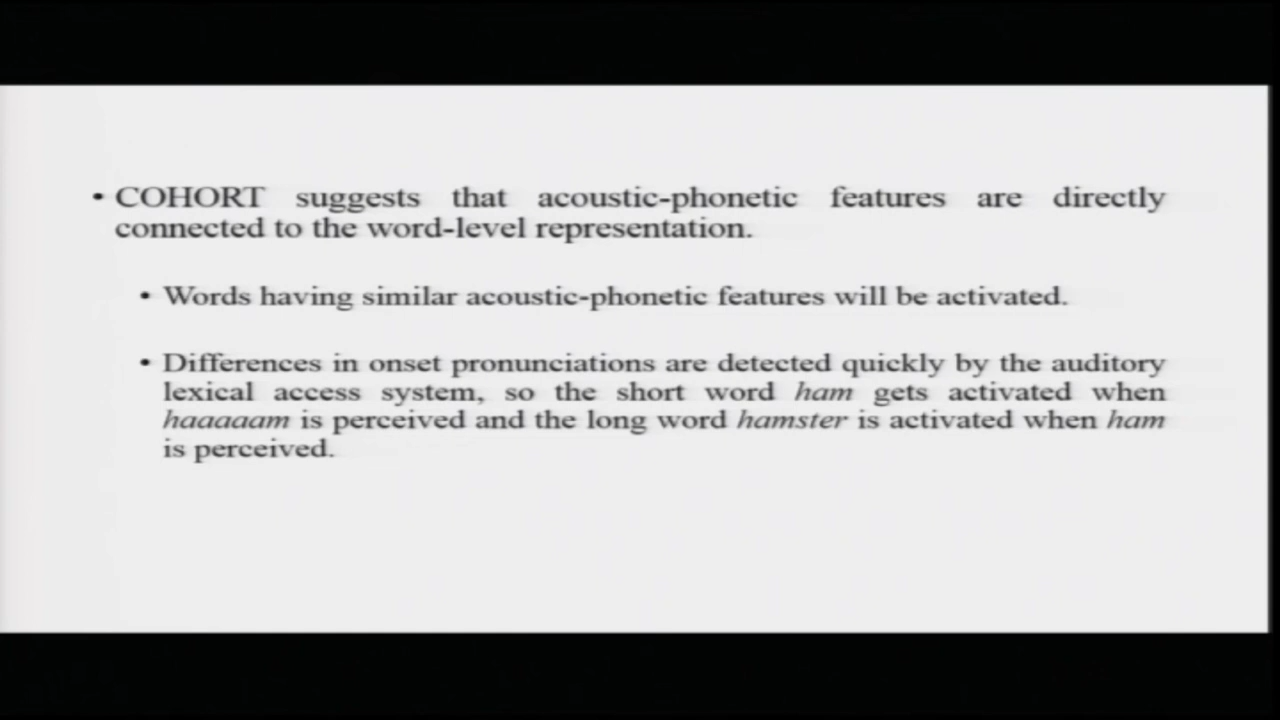 • COHORT suggests that acoustic-phonetic features are directly
connected to the word-level representation.
• Words having similar acoustic-phonetic features will be activated.
• Differences in onset pronunciations are detected quickly by the auditory
lexical access system, so the short word ham gets activated when
haaaaam is perceived and the long word hamster is activated when ham
is perceived.